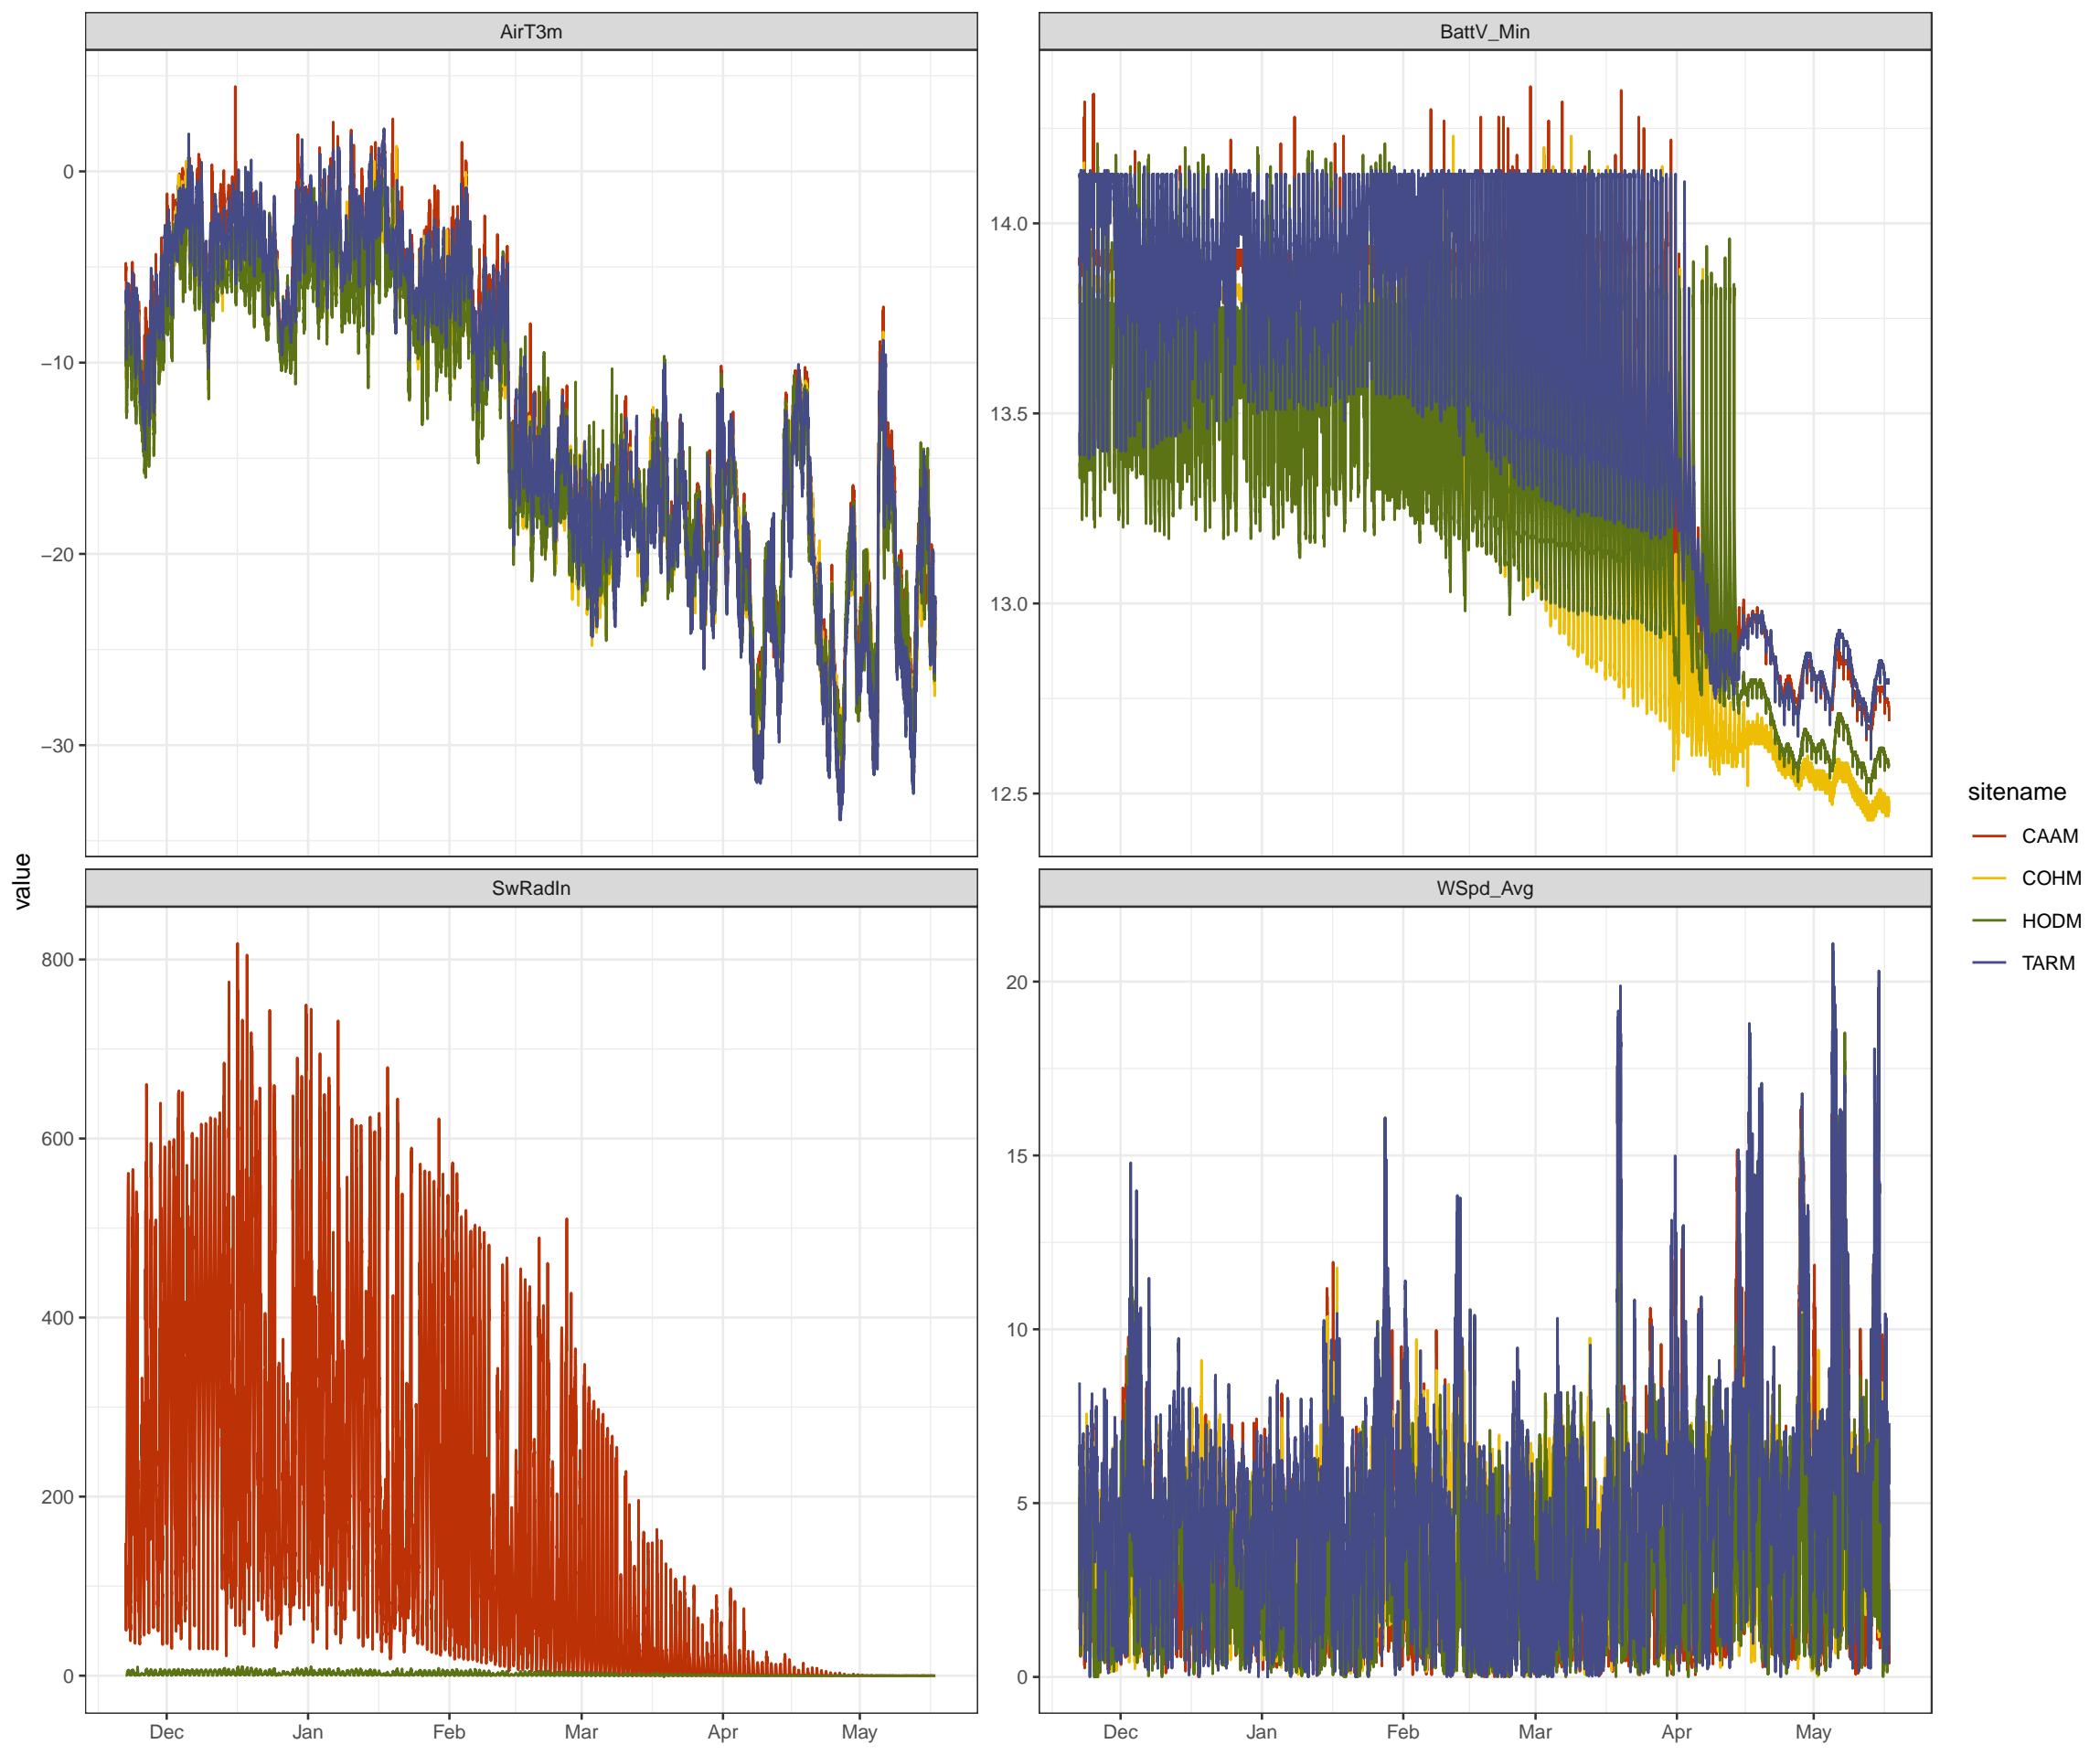 AirT3m
BattV_Min
0
−10
−20
−30
14.0
13.5
13.0
12.5
value
SwRadIn
WSpd_Avg
800
600
400
200
0
20
15
10
5
0
Dec Jan Feb Mar Apr May
Dec Jan Feb Mar Apr May
sitename
CAAM
COHM
HODM
TARM